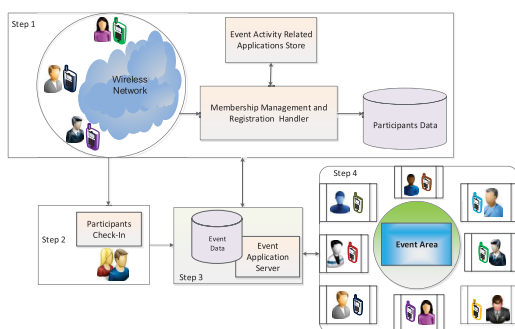 Step 1
Event Activity Related
Applications Store
Wireless
Network
Membership Management and
Registration Handler
Participants Data
Step 4
Step 2
Participants
Check-In
Event
Data
Event
Application
Server
Step 3
Event Area